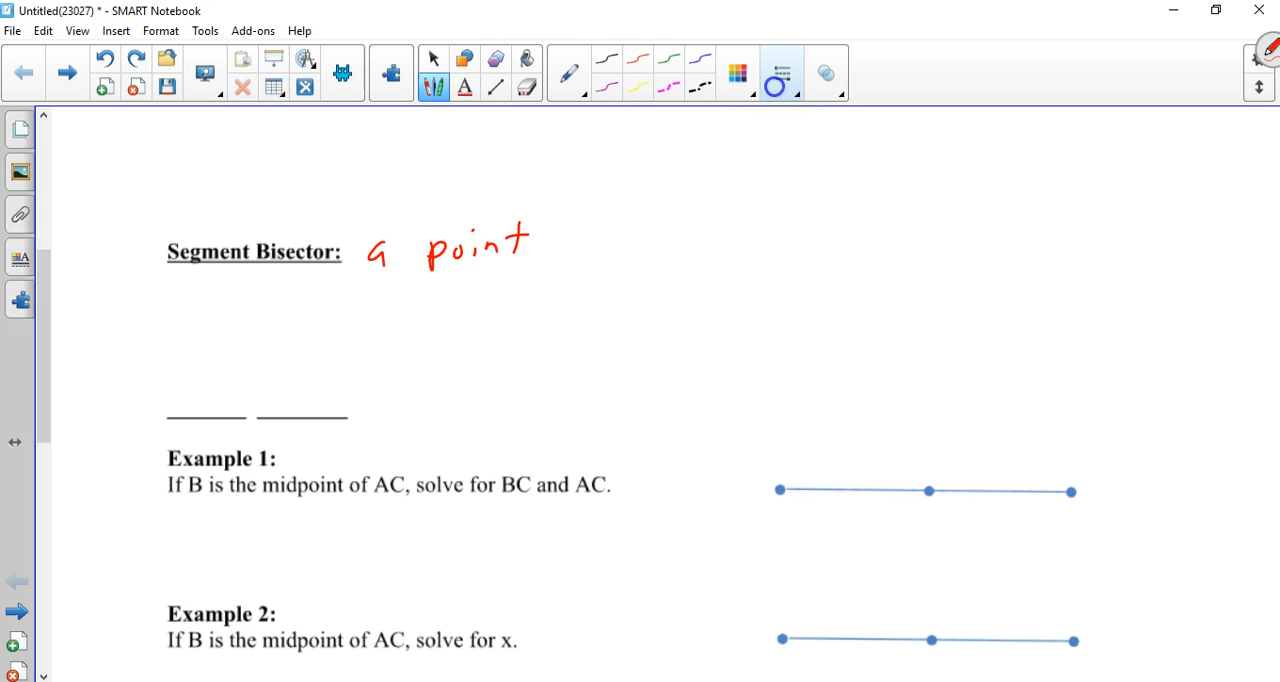 Untitled(23027) * - SMART Notebook
File Edit View Insert Format Tools Add-ons Help
Segment Bisector: a point
Example 1:
If B is the midpoint of AC, solve for BC and AC.
Example 2:
If B is the midpoint of AC, solve for x.